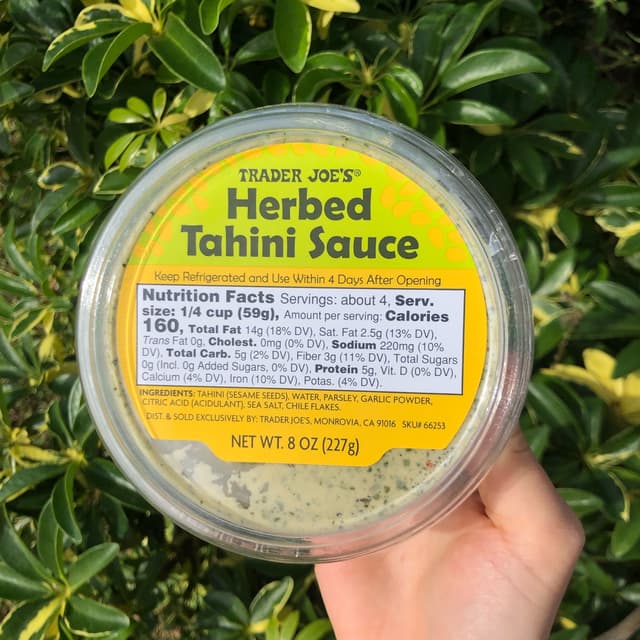 TRADER JOE'S®
Herbed
Tahini Sauce
Keep Refrigerated and Use Within 4 Days After Opening
Nutrition Facts Servings: about 4, Serv.
size: 1/4 cup (59g), Amount per serving: Calories
160, Total Fat 14g (18% DV), Sat. Fat 2.5g (13% DV),
Trans Fat 0g, Cholest. 0mg (0% DV), Sodium 220mg (10%
DV), Total Carb. 5g (2% DV), Fiber 3g (11% DV), Total Sugars
0g (Incl. 0g Added Sugars, 0% DV), Protein 5g, Vit. D (0% DV),
Calcium (4% DV), Iron (10% DV), Potas. (4% DV).
INGREDIENTS: TAHINI (SESAME SEEDS), WATER, PARSLEY, GARLIC POWDER,
CITRIC ACID (ACIDULANT), SEA SALT, CHILE FLAKES.
DIST. & SOLD EXCLUSIVELY BY: TRADER JOE'S, MONROVIA, CA 91016 SKU# 66253
NET WT. 8 OZ (227g)